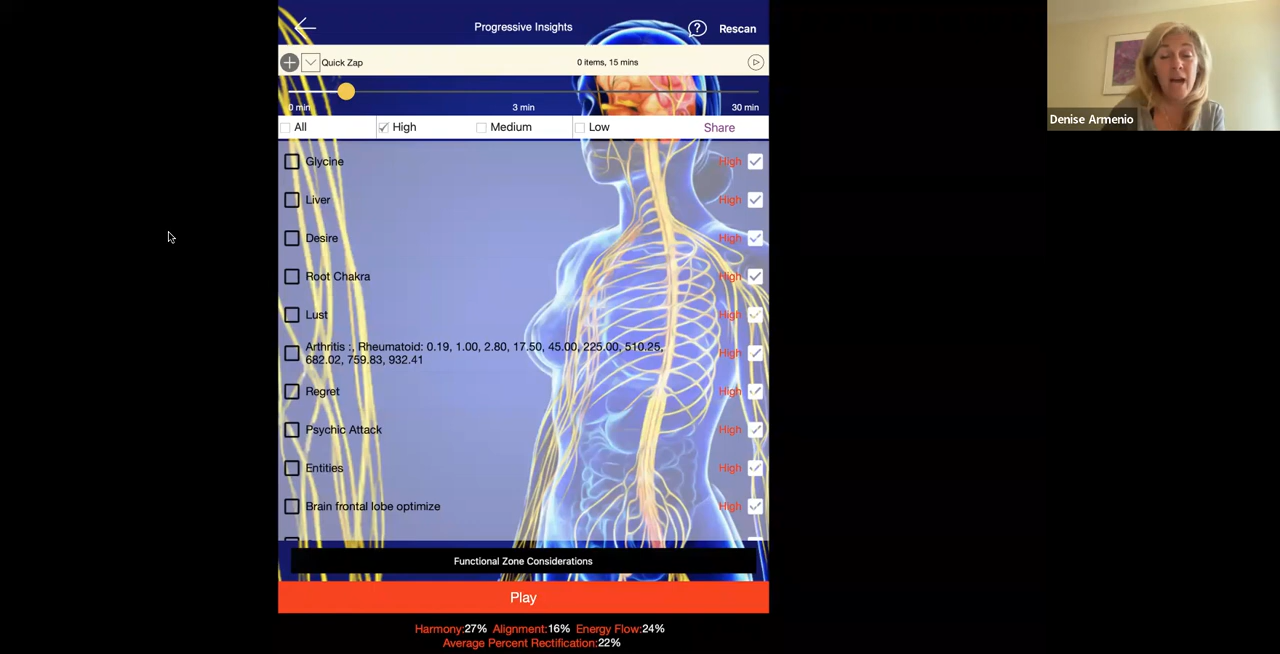 Progressive Insights
?
Rescan
Quick Zap
0 items, 15 mins
0 min
3 min
30 min
All
High
Medium
Low
Share
Glycine High
Liver High
Desire High
Root Chakra High
Lust High
Arthritis :, Rheumatoid: 0.19, 1.00, 2.80, 17.50, 45.00, 225.00, 510.25,
682.02, 759.83, 932.41
High
Regret High
Psychic Attack High
Entities High
Brain frontal lobe optimize High
Functional Zone Considerations
Play
Harmony:27% Alignment:16% Energy Flow:24%
Average Percent Rectification:22%
Denise Armenio